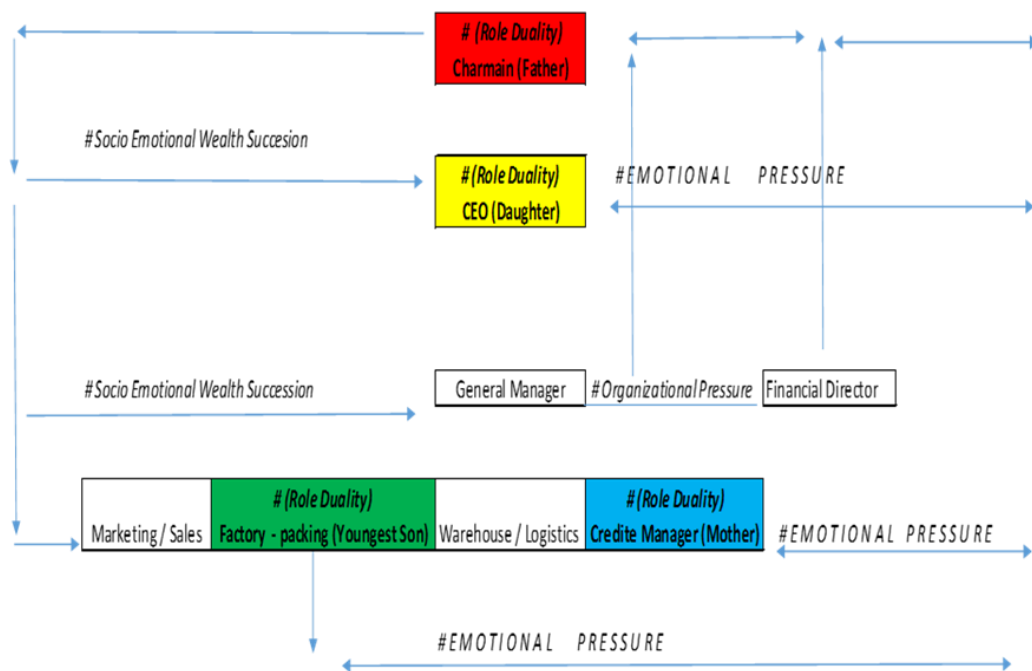 # (Role Duality)
Charmain (Father)
#Socio Emotional Wealth Succesion
#(Role Duality)
CEO (Daughter)
#EMOTIONAL PRESSURE
#Socio Emotional Wealth Succession
General Manager
#Organizational Pressure
Financial Director
Marketing / Sales
# (Role Duality)
Factory - packing (Youngest Son)
Warehouse / Logistics
# (Role Duality)
Credite Manager (Mother)
#EMOTIONAL PRESSURE
#EMOTIONAL PRESSURE